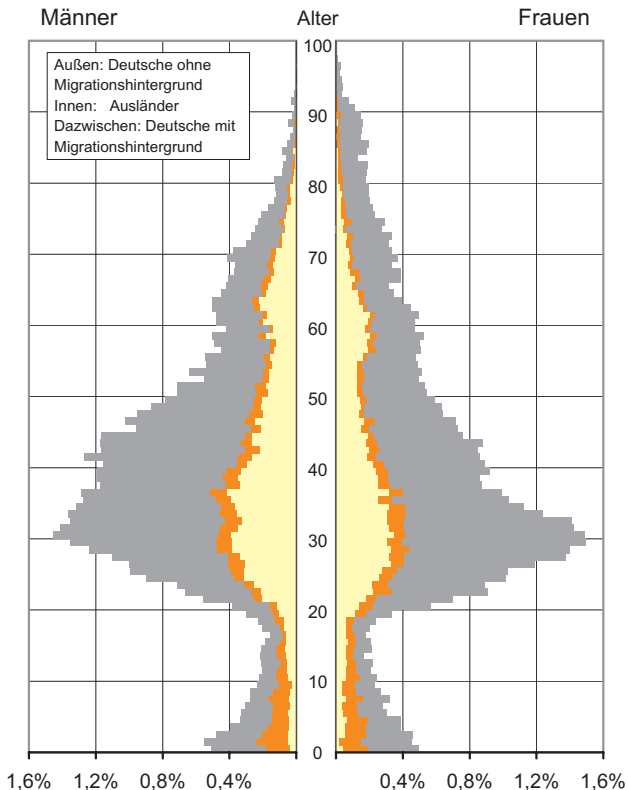 Männer Alter Frauen
100
Außen: Deutsche ohne
Migrationshintergrund
Innen: Ausländer
Dazwischen: Deutsche mit
Migrationshintergrund
90
80
70
60
50
40
30
20
10
0
1,6% 1,2% 0,8% 0,4% 0,4% 0,8% 1,2% 1,6%